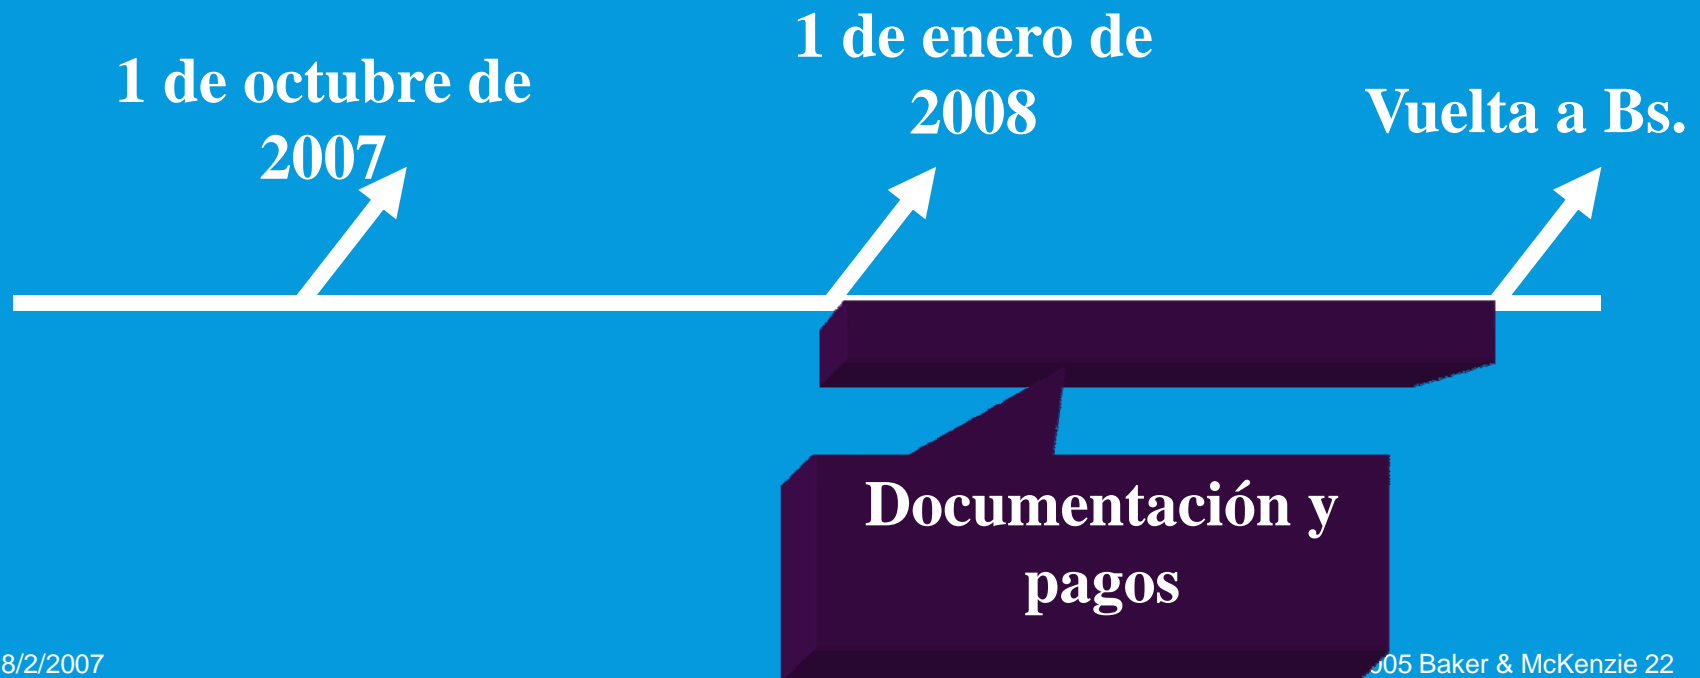 1 de octubre de
2007
1 de enero de
2008
Vuelta a Bs.
Documentación y
pagos
8/2/2007
Baker & McKenzie 22